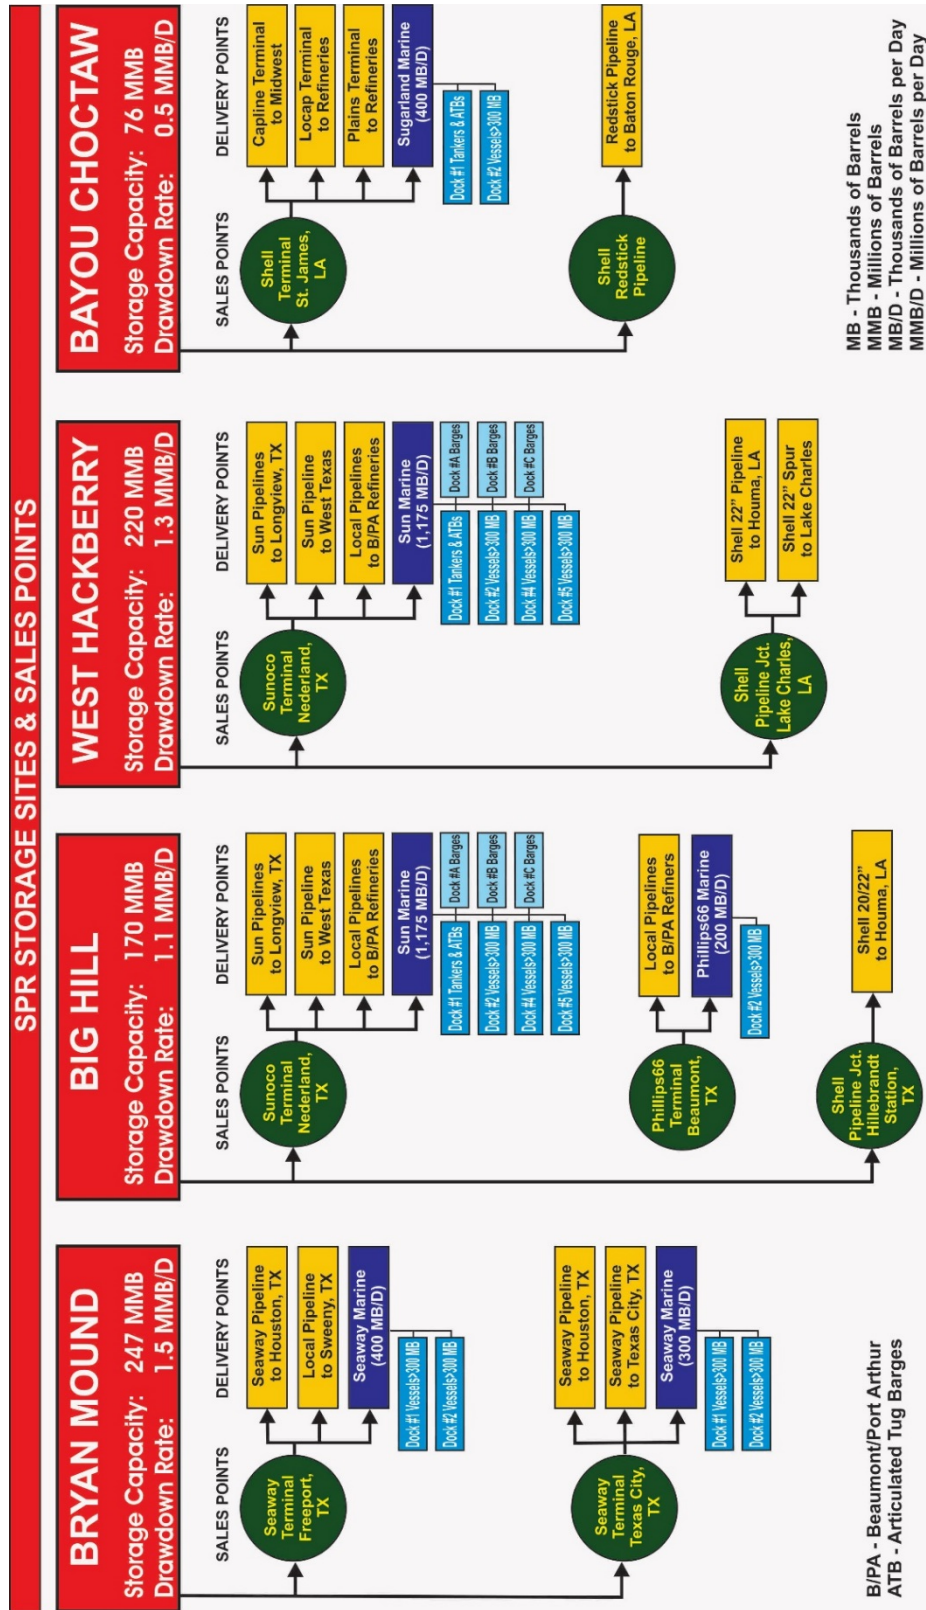 SPR STORAGE SITES & SALES POINTS
BRYAN MOUND
Storage Capacity: 247 MMB
Drawdown Rate: 1.5 MMB/D
SALES POINTS
DELIVERY POINTS
Seaway
Terminal
Freeport,
TX
Seaway Pipeline
to Houston, TX
Local Pipeline
to Sweeny, TX
Seaway Marine
(400 MB/D)
Dock #1 Vessels>300 MB
Dock #2 Vessels>300 MB
Seaway
Terminal
Texas City,
TX
Seaway Pipeline
to Houston, TX
Seaway Pipeline
to Texas City, TX
Seaway Marine
(300 MB/D)
Dock #1 Vessels>300 MB
Dock #2 Vessels>300 MB
BIG HILL
Storage Capacity: 170 MMB
Drawdown Rate: 1.1 MMB/D
SALES POINTS
DELIVERY POINTS
Sunoco
Terminal
Nederland,
TX
Sun Pipelines
to Longview, TX
Sun Pipeline
to West Texas
Local Pipelines
to B/PA Refineries
Sun Marine
(1,175 MB/D)
Dock #1 Tankers & ATBs
Dock #A Barges
Dock #2 Vessels>300 MB
Dock #B Barges
Dock #4 Vessels>300 MB
Dock #C Barges
Dock #5 Vessels>300 MB
Phillips66
Terminal
Beaumont,
TX
Local Pipelines
to B/PA Refiners
Phillips66 Marine
(200 MB/D)
Dock #2 Vessels>300 MB
Shell
Pipeline Jct.
Hillebrandt
Station,
TX
Shell 20/22"
to Houma, LA
WEST HACKBERRY
Storage Capacity: 220 MMB
Drawdown Rate: 1.3 MMB/D
SALES POINTS
DELIVERY POINTS
Sunoco
Terminal
Nederland,
TX
Sun Pipelines
to Longview, TX
Sun Pipeline
to West Texas
Local Pipelines
to B/PA Refineries
Sun Marine
(1,175 MB/D)
Dock #1 Tankers & ATBs
Dock #A Barges
Dock #2 Vessels>300 MB
Dock #B Barges
Dock #4 Vessels>300 MB
Dock #C Barges
Dock #5 Vessels>300 MB
Shell
Pipeline Jct.
Lake Charles,
LA
Shell 22" Pipeline
to Houma, LA
Shell 22" Spur
to Lake Charles
BAYOU CHOCTAW
Storage Capacity: 76 MMB
Drawdown Rate: 0.5 MMB/D
SALES POINTS
DELIVERY POINTS
Shell
Terminal
St. James,
LA
Capline Terminal
to Midwest
Locap Terminal
to Refineries
Plains Terminal
to Refineries
Sugarland Marine
(400 MB/D)
Dock #1 Tankers & ATBs
Dock #2 Vessels>300 MB
Shell
Redstick
Pipeline
Redstick Pipeline
to Baton Rouge, LA
B/PA - Beaumont/Port Arthur
ATB - Articulated Tug Barges
MB - Thousands of Barrels
MMB - Millions of Barrels
MB/D - Thousands of Barrels per Day
MMB/D - Millions of Barrels per Day